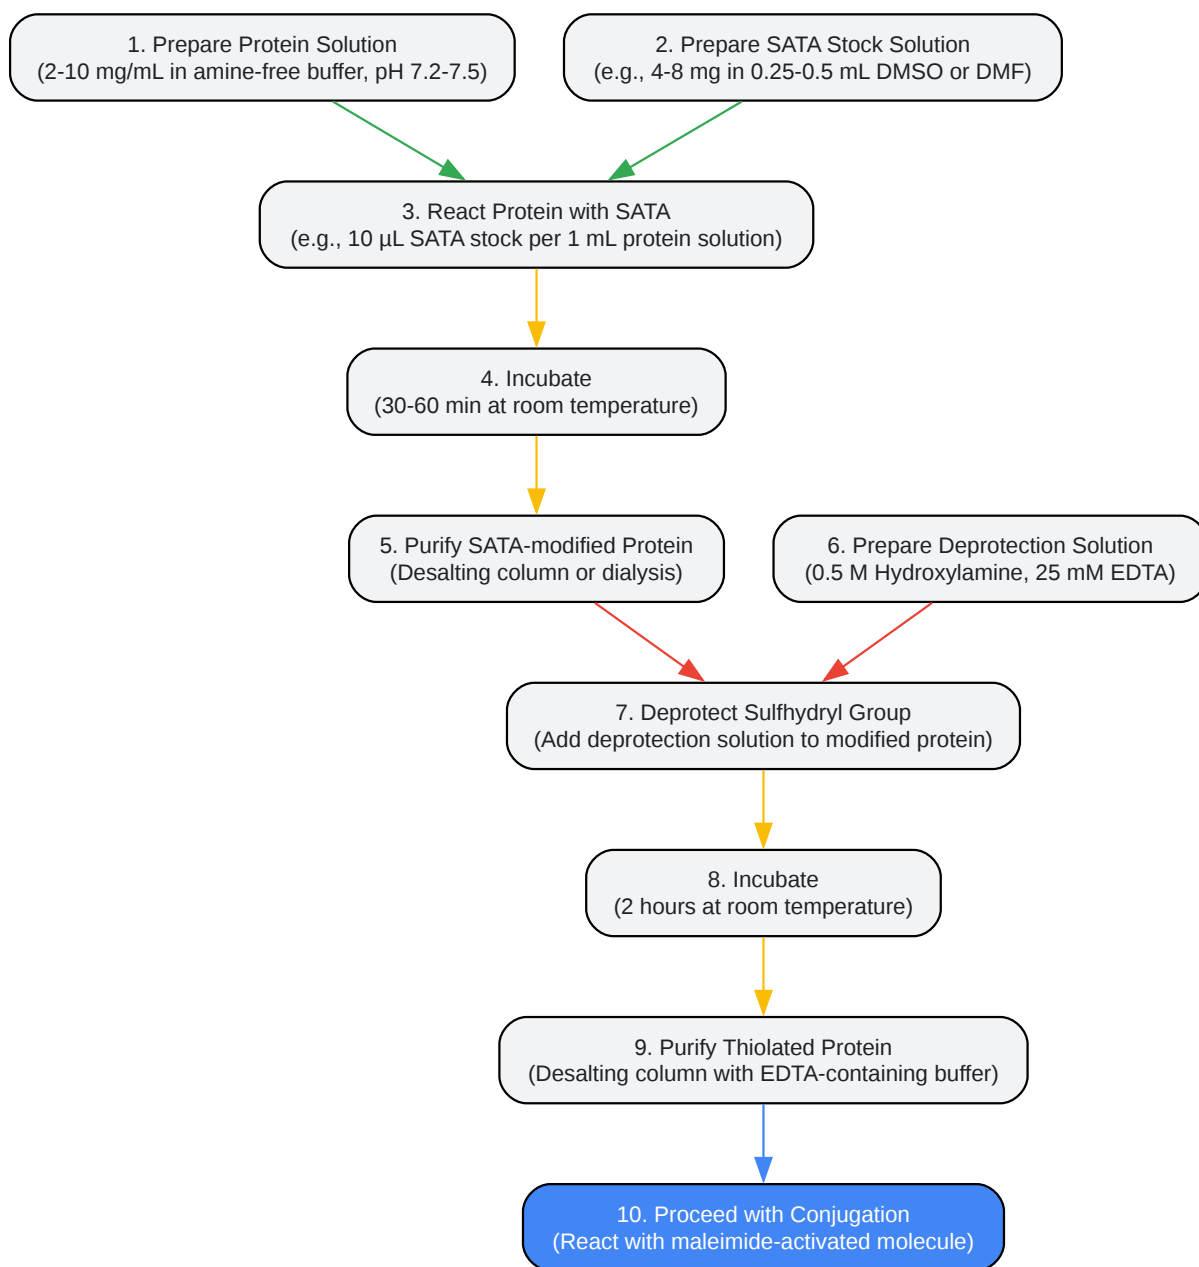 1. Prepare Protein Solution
(2-10 mg/mL in amine-free buffer, pH 7.2-7.5)
2. Prepare SATA Stock Solution
(e.g., 4-8 mg in 0.25-0.5 mL DMSO or DMF)
3. React Protein with SATA
(e.g., 10 µL SATA stock per 1 mL protein solution)
4. Incubate
(30-60 min at room temperature)
5. Purify SATA-modified Protein
(Desalting column or dialysis)
6. Prepare Deprotection Solution
(0.5 M Hydroxylamine, 25 mM EDTA)
7. Deprotect Sulfhydryl Group
(Add deprotection solution to modified protein)
8. Incubate
(2 hours at room temperature)
9. Purify Thiolated Protein
(Desalting column with EDTA-containing buffer)
10. Proceed with Conjugation
(React with maleimide-activated molecule)